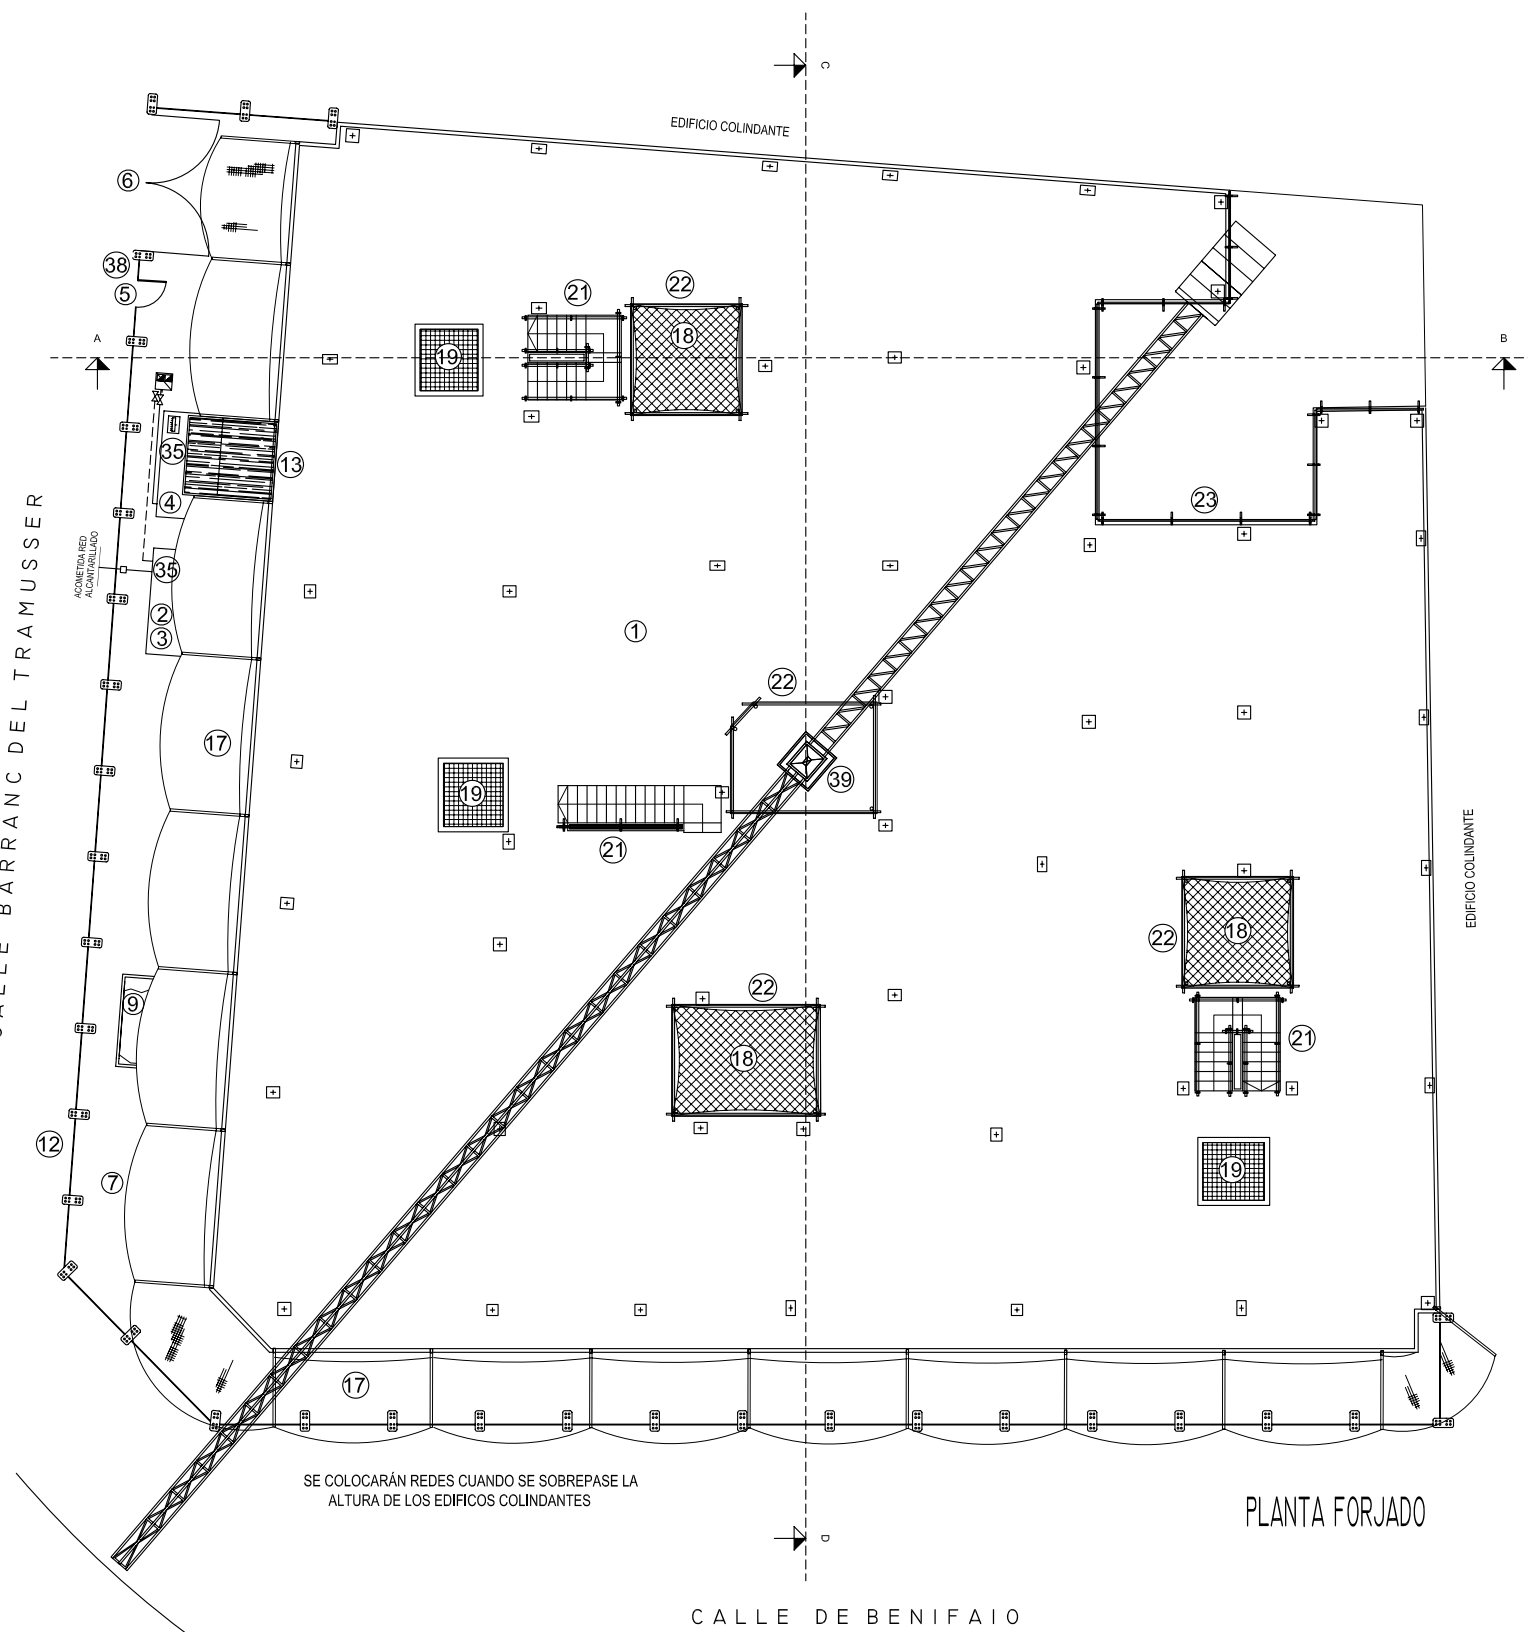 C
EDIFICIO COLINDANTE
6
38
5
21
22
18
19
A
B
35
13
4
23
ACOMETIDA RED
ALCANTARILLADO
35
2
3
1
22
17
39
19
21
CALLE BARRANC DEL TRAMUSSER
EDIFICIO COLINDANTE
18
22
9
22
18
21
12
7
19
17
SE COLOCARÁN REDES CUANDO SE SOBREPASE LA
ALTURA DE LOS EDIFICOS COLINDANTES
PLANTA FORJADO
D
CALLE DE BENIFAIO